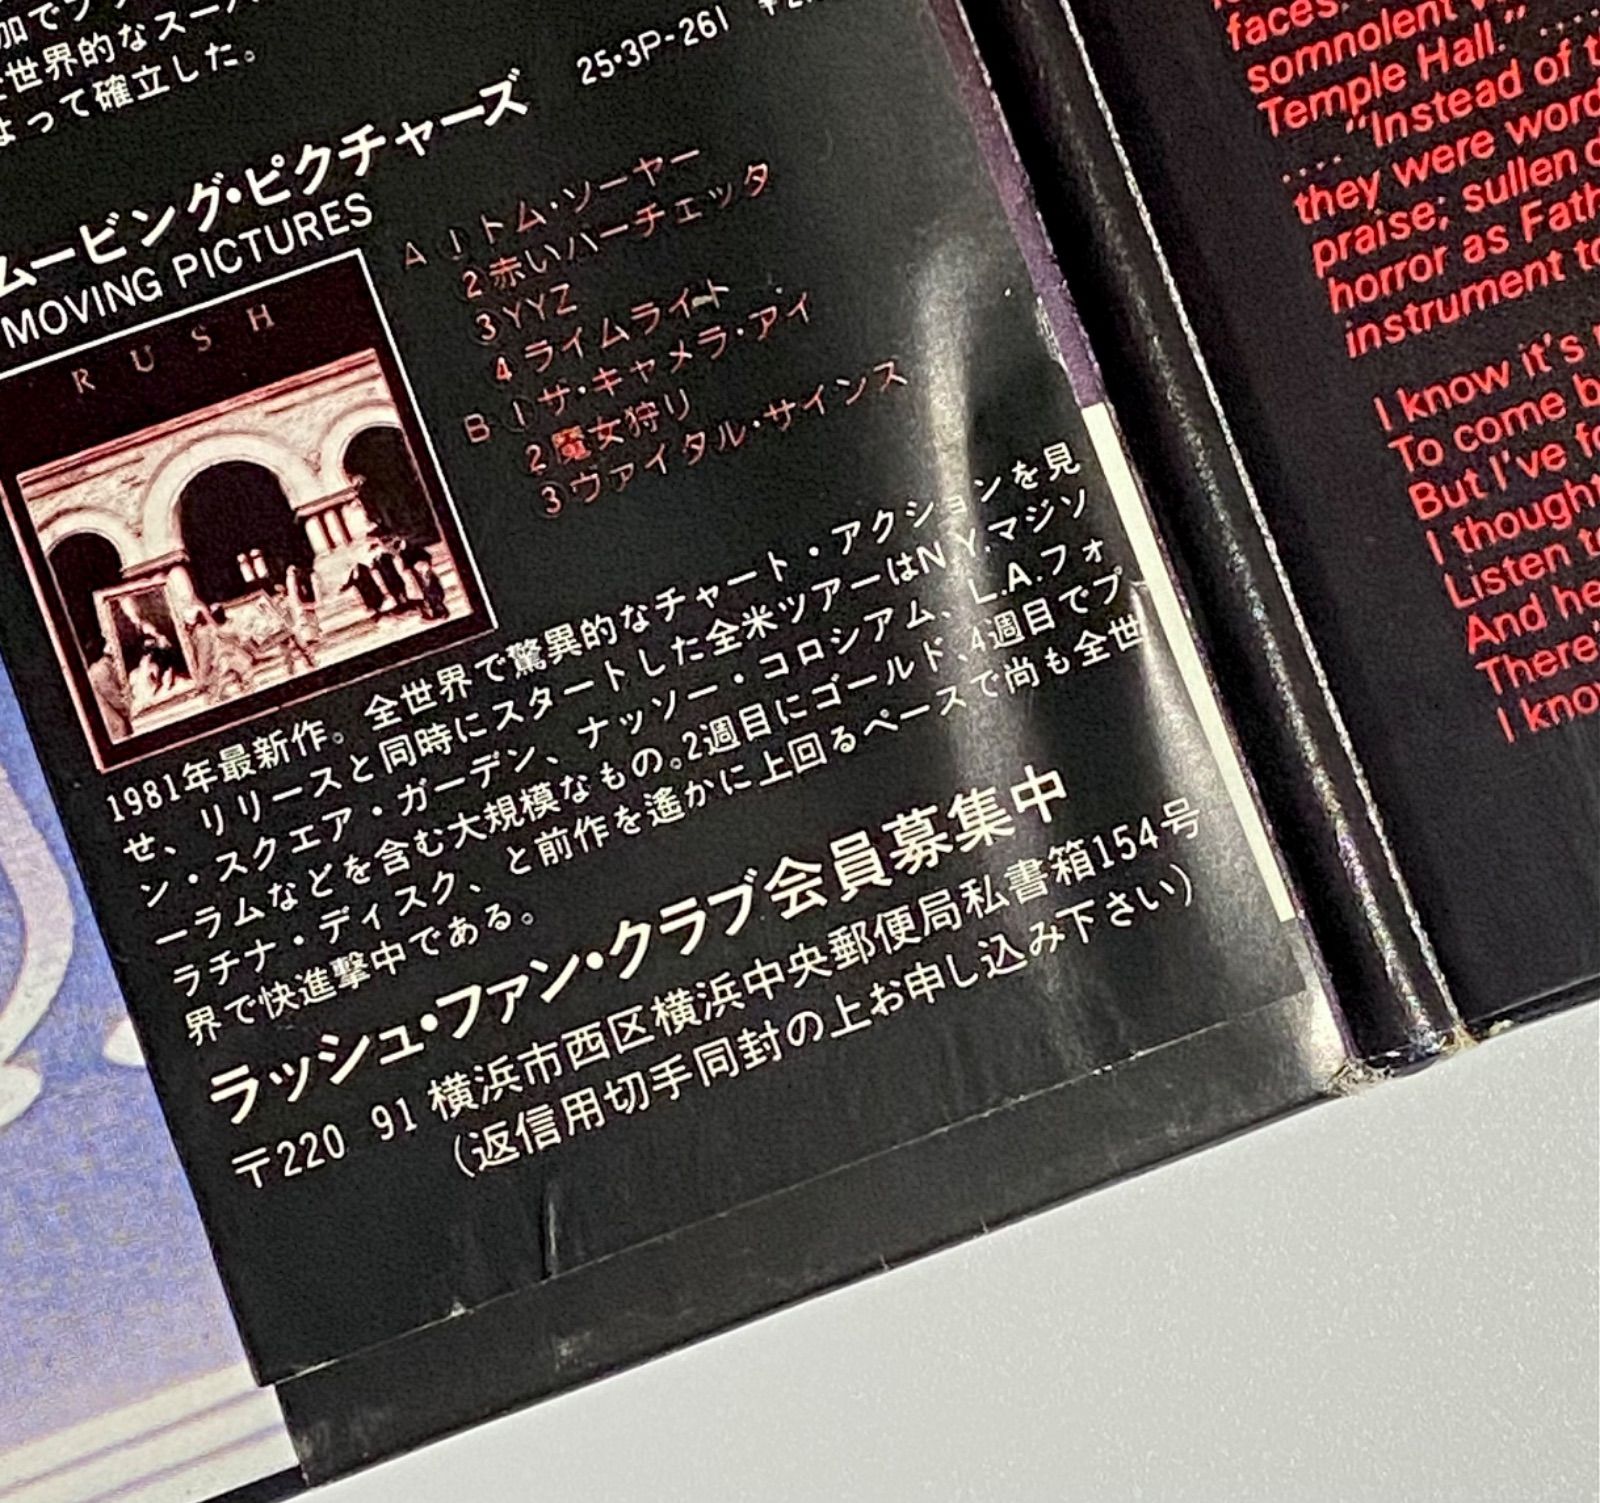 世界的なスーパ
よって確立した。
25・3P-261
ムービング・ピクチャーズ
MOVING PICTURES
RUSH
A 1 トム・ソーヤー
2 赤いバーチェッタ
3 YYZ
4 ライムライト
B 1 ザ・キャメラ・アイ
2 魔女狩り
3 ヴァイタル・サインス
1981年最新作。全世界で驚異的なチャート・アクションを見
せ、リリースと同時にスタートした全米ツアーはN.Y.マジソ
ン・スクェア・ガーデン、ナッソー・コロシアム、L.A.フォ
ーラムなどを含む大規模なもの。2週目にゴールド、4週目でプ
ラチナ・ディスク、と前作を遙かに上回るペースで尚も全世
界で快進撃中である。
ラッシュ・ファン・クラブ会員募集中
〒220 91 横浜市西区横浜中央郵便局私書箱154号
(返信用切手同封の上お申し込み下さい)
faces.
somnolent
Temple Hall."
...."Instead of
they were
praise; sullen
horror as
instrument
I know it's
To come
But I've
I thought
Listen
And
There'
I